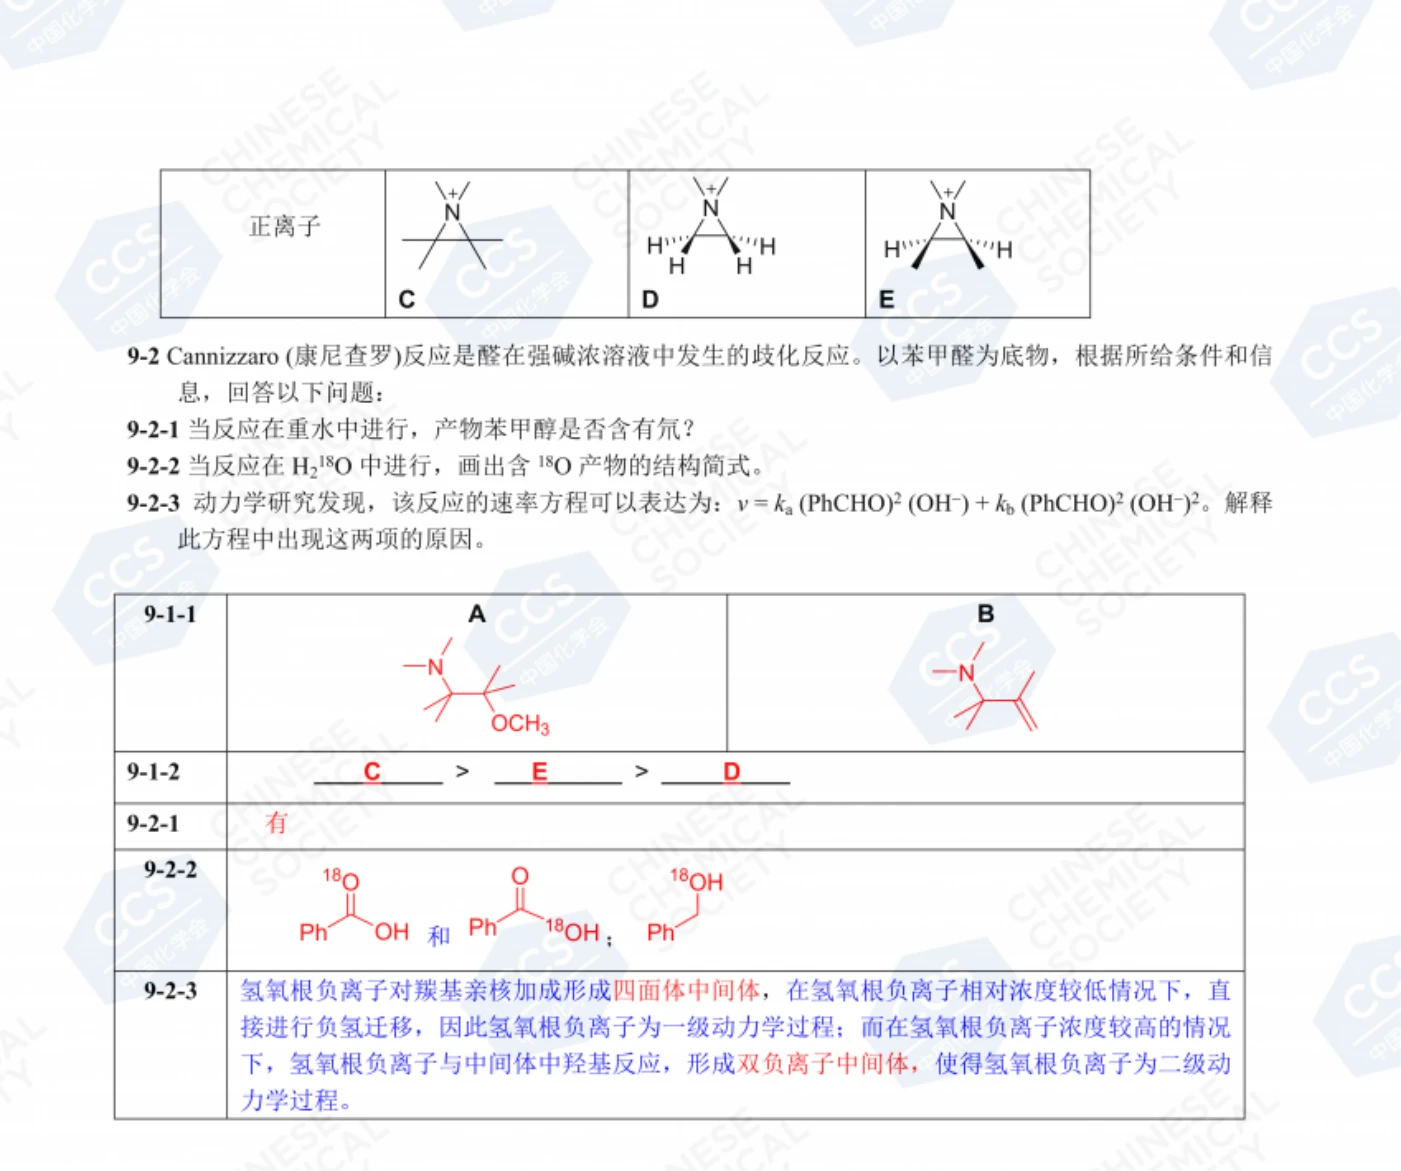 正离子
N+
C
H H H H N+
D
H H N+
E
9-2 Cannizzaro (康尼查罗)反应是醛在强碱浓溶液中发生的歧化反应。以苯甲醛为底物，根据所给条件和信
息，回答以下问题:
9-2-1 当反应在重水中进行，产物苯甲醇是否含有氘?
9-2-2 当反应在 H₂¹⁸O 中进行，画出含 ¹⁸O 产物的结构简式。
9-2-3 动力学研究发现，该反应的速率方程可以表达为：v = kₐ (PhCHO)² (OH⁻) + k_b (PhCHO)² (OH⁻)²。解释
此方程中出现这两项的原因。
9-1-1 A B
N OCH₃
N
9-1-2 C > E > D
9-2-1 有
9-2-2
¹⁸O Ph OH 和 O Ph ¹⁸OH ; ¹⁸OH Ph
9-2-3 氢氧根负离子对羰基亲核加成形成四面体中间体，在氢氧根负离子相对浓度较低情况下，直
接进行负氢迁移，因此氢氧根负离子为一级动力学过程；而在氢氧根负离子浓度较高的情况
下，氢氧根负离子与中间体中羟基反应，形成双负离子中间体，使得氢氧根负离子为二级动
力学过程。
CCS
中国化学会
CHINESE
CHEMICAL
SOCIETY